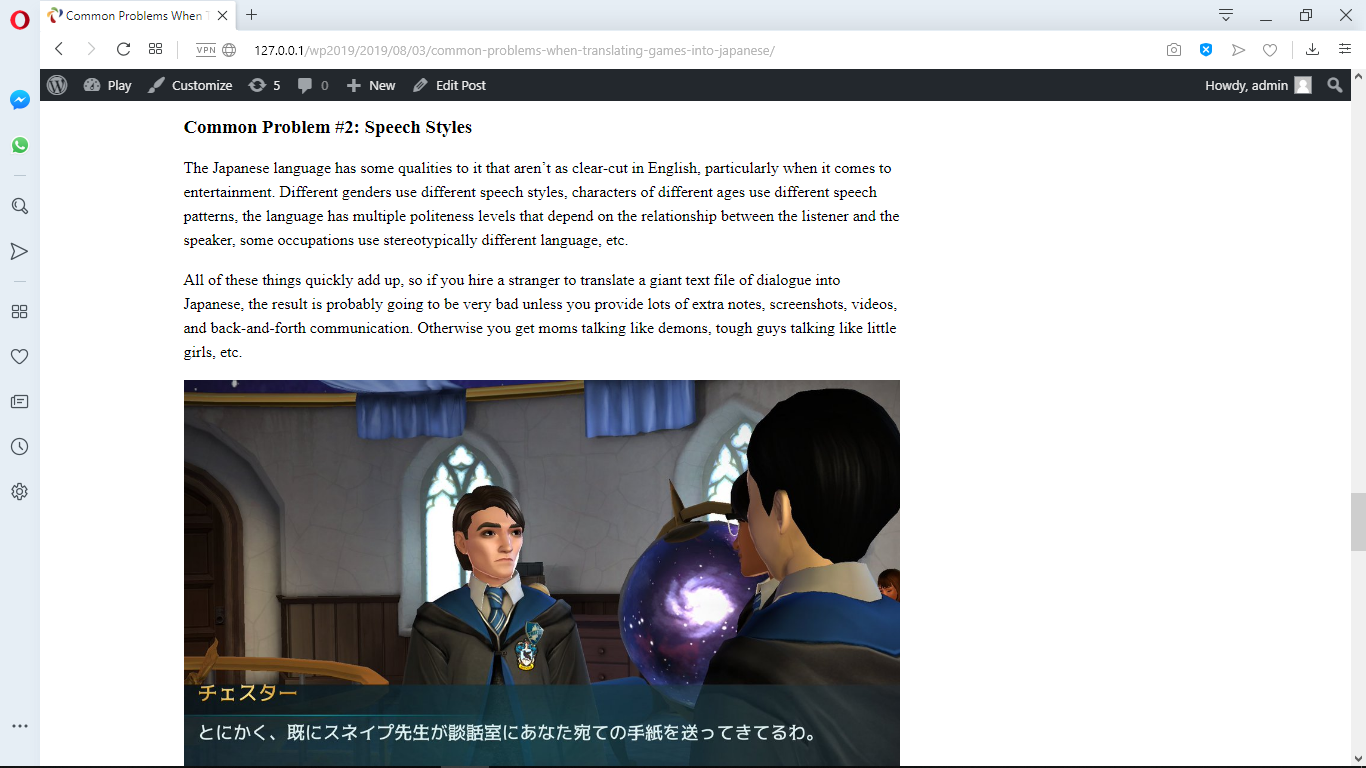 Common Problems When T
VPN
127.0.0.1/wp2019/2019/08/03/common-problems-when-translating-games-into-japanese/
Play
Customize
5
0
New
Edit Post
Howdy, admin
Common Problem #2: Speech Styles
The Japanese language has some qualities to it that aren’t as clear-cut in English, particularly when it comes to
entertainment. Different genders use different speech styles, characters of different ages use different speech
patterns, the language has multiple politeness levels that depend on the relationship between the listener and the
speaker, some occupations use stereotypically different language, etc.
All of these things quickly add up, so if you hire a stranger to translate a giant text file of dialogue into
Japanese, the result is probably going to be very bad unless you provide lots of extra notes, screenshots, videos,
and back-and-forth communication. Otherwise you get moms talking like demons, tough guys talking like little
girls, etc.
チェスター
とにかく、既にスネイプ先生が談話室にあなた宛ての手紙を送ってきてるわ。